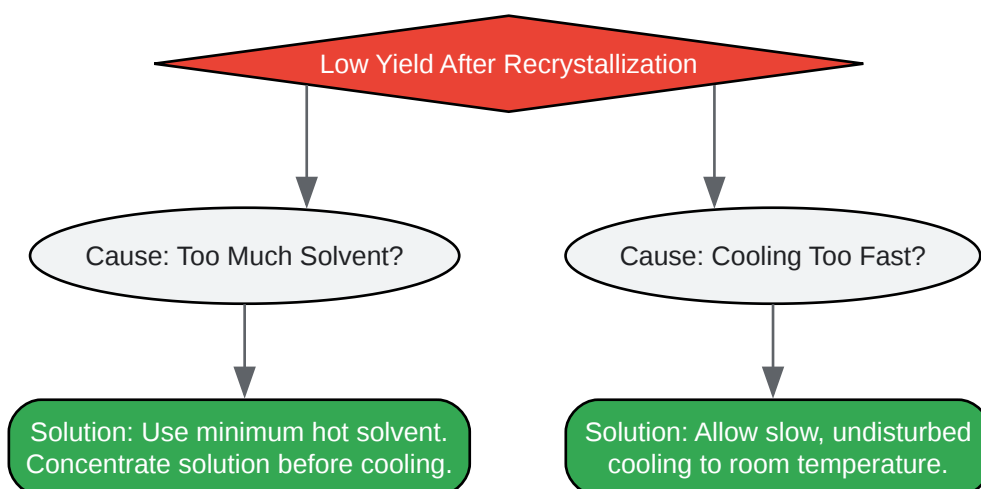 Low Yield After Recrystallization
Cause: Too Much Solvent?
Cause: Cooling Too Fast?
Solution: Use minimum hot solvent.
Concentrate solution before cooling.
Solution: Allow slow, undisturbed
cooling to room temperature.